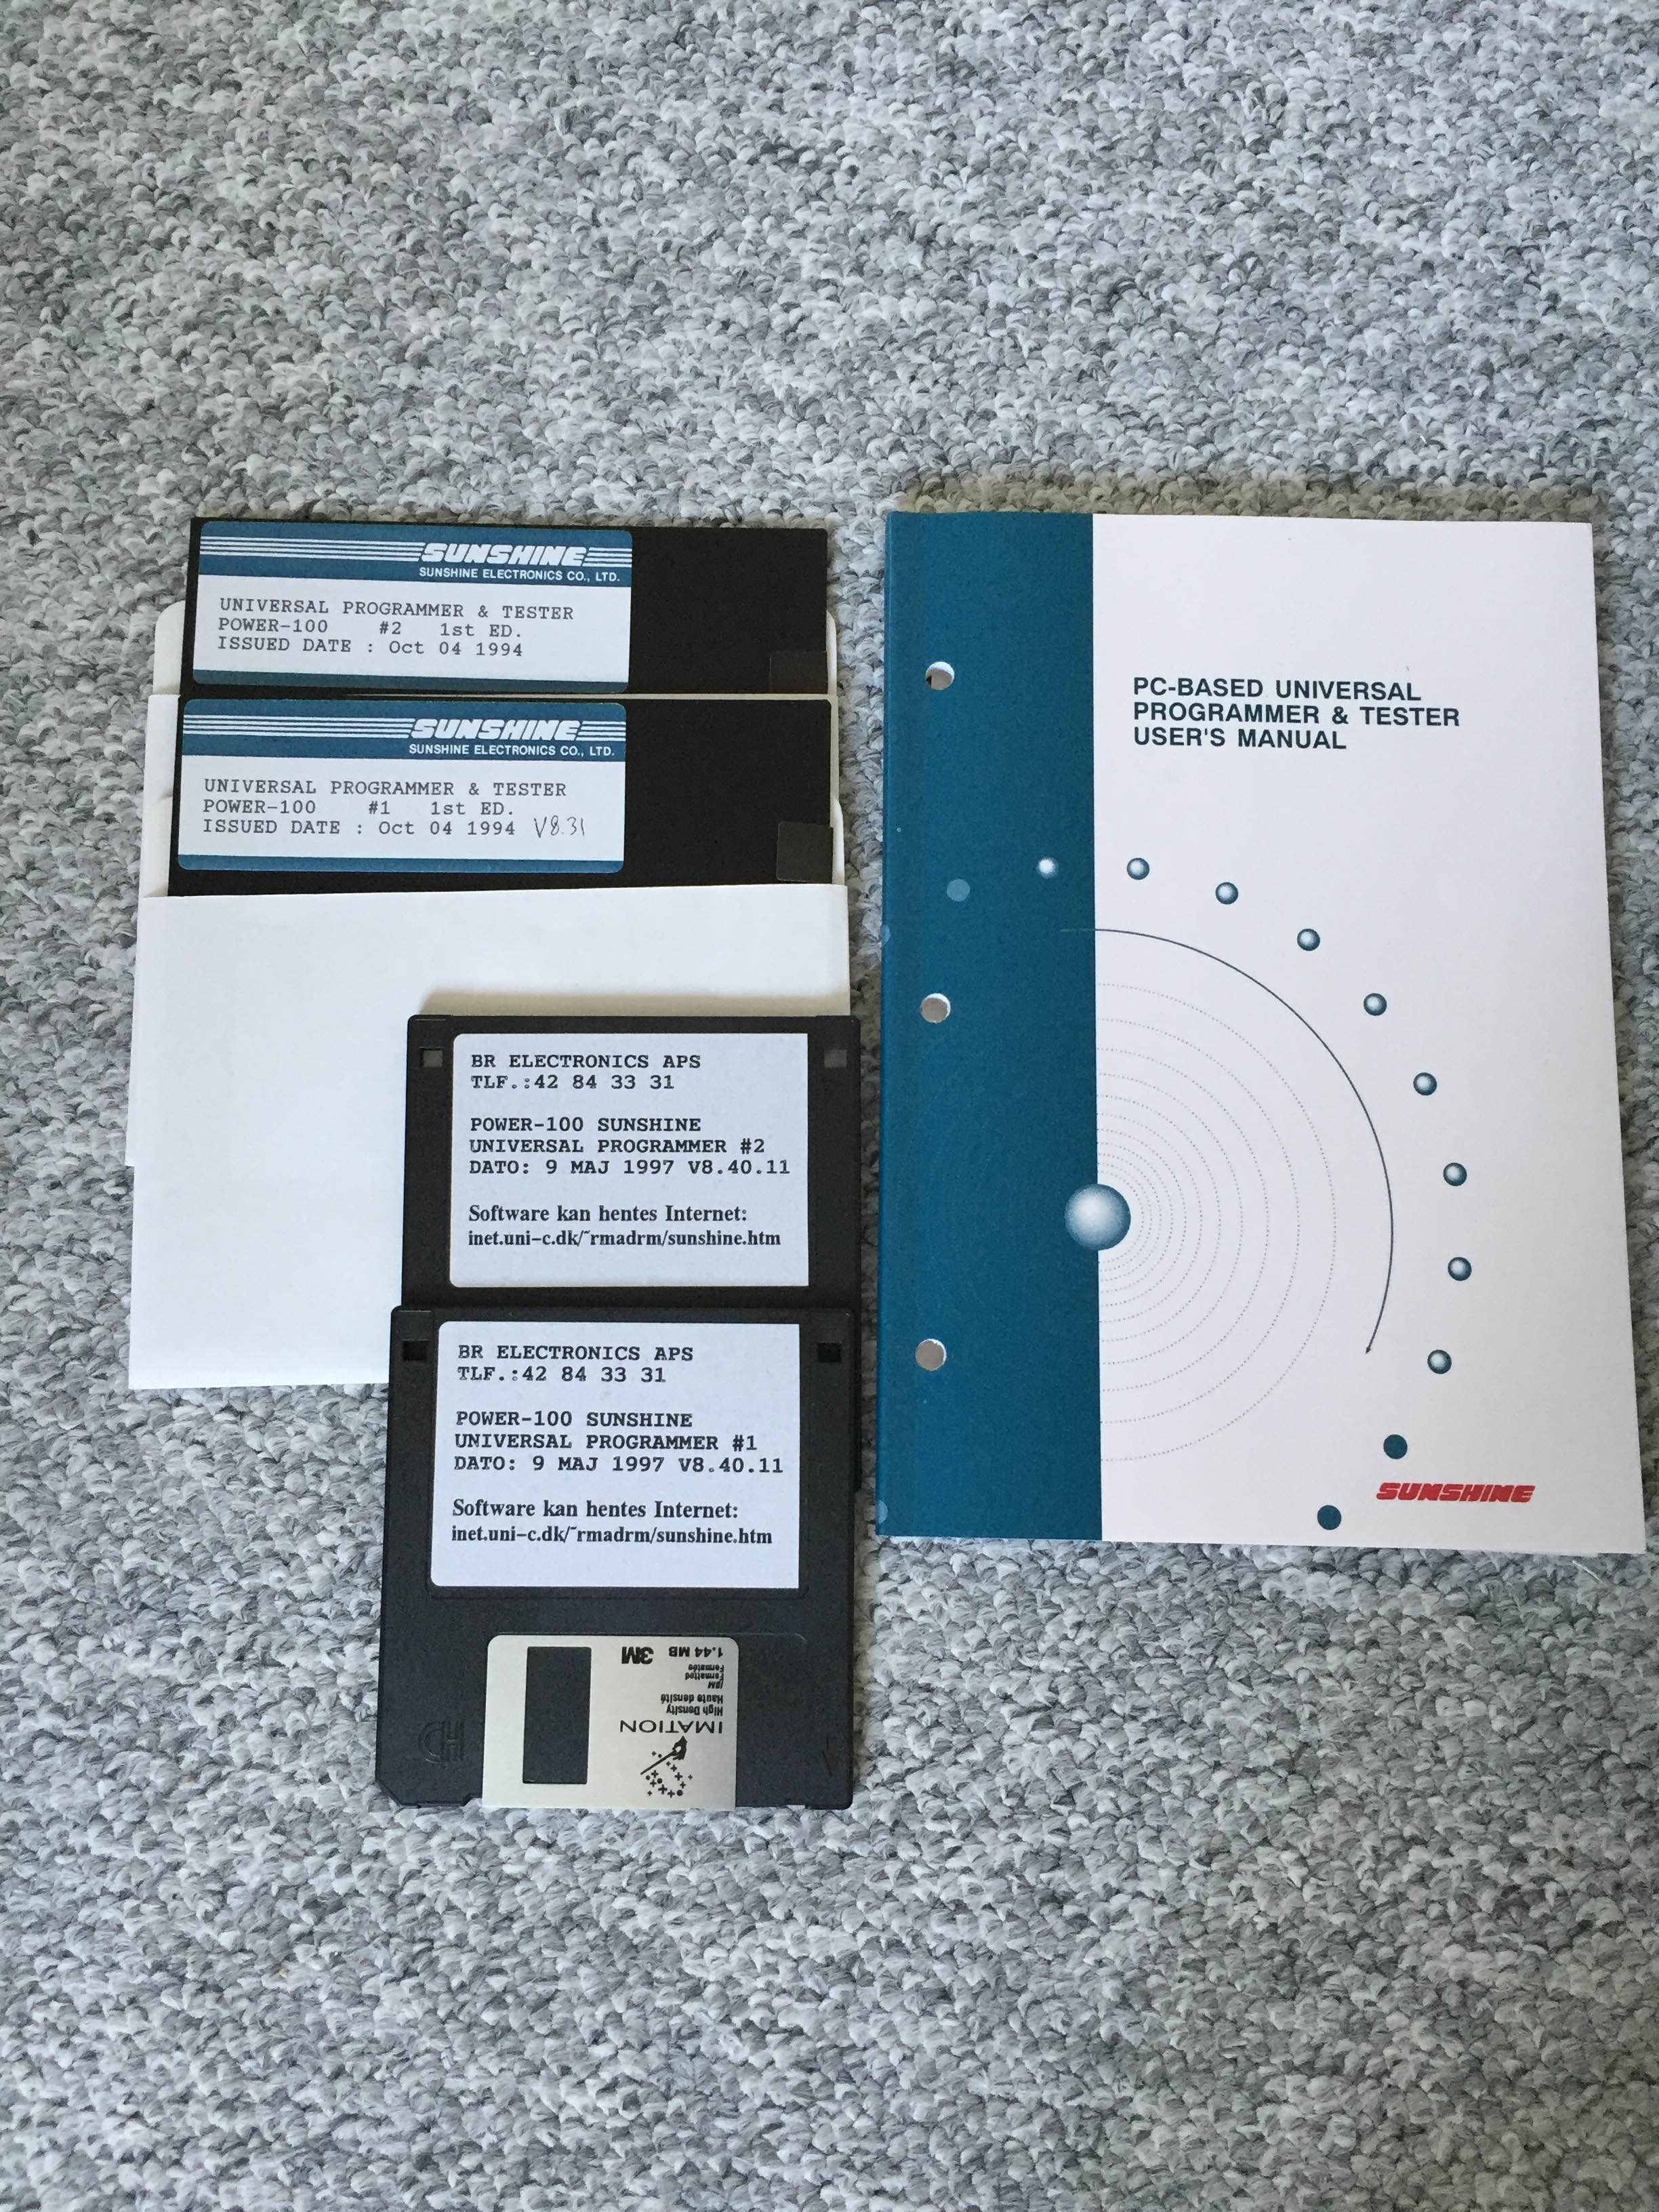 SUNSHINE
SUNSHINE ELECTRONICS CO., LTD.
UNIVERSAL PROGRAMMER & TESTER
POWER-100 #2 1st ED.
ISSUED DATE : Oct 04 1994
SUNSHINE
SUNSHINE ELECTRONICS CO., LTD.
UNIVERSAL PROGRAMMER & TESTER
POWER-100 #1 1st ED.
ISSUED DATE : Oct 04 1994 V8.31
BR ELECTRONICS APS
TLF.:42 84 33 31
POWER-100 SUNSHINE
UNIVERSAL PROGRAMMER #2
DATO: 9 MAJ 1997 V8.40.11
Software kan hentes Internet:
inet.uni-c.dk/~rmadrm/sunshine.htm
BR ELECTRONICS APS
TLF.:42 84 33 31
POWER-100 SUNSHINE
UNIVERSAL PROGRAMMER #1
DATO: 9 MAJ 1997 V8.40.11
Software kan hentes Internet:
inet.uni-c.dk/~rmadrm/sunshine.htm
IMATION
High Density
Haute densité
IBM
Formatted
Formatée
1.44 MB 3M
HD
PC-BASED UNIVERSAL
PROGRAMMER & TESTER
USER'S MANUAL
SUNSHINE